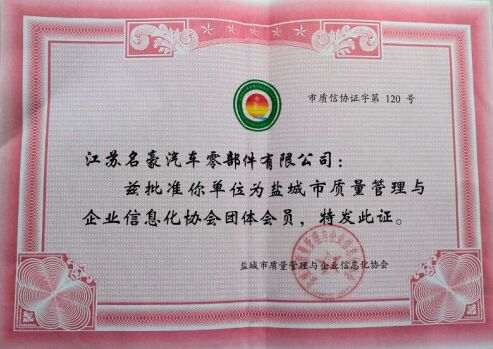 市质信协证字第 120 号
江苏名豪汽车零部件有限公司：
兹批准你单位为盐城市质量管理与
企业信息化协会团体会员，特发此证。
盐城市质量管理与企业信息化协会